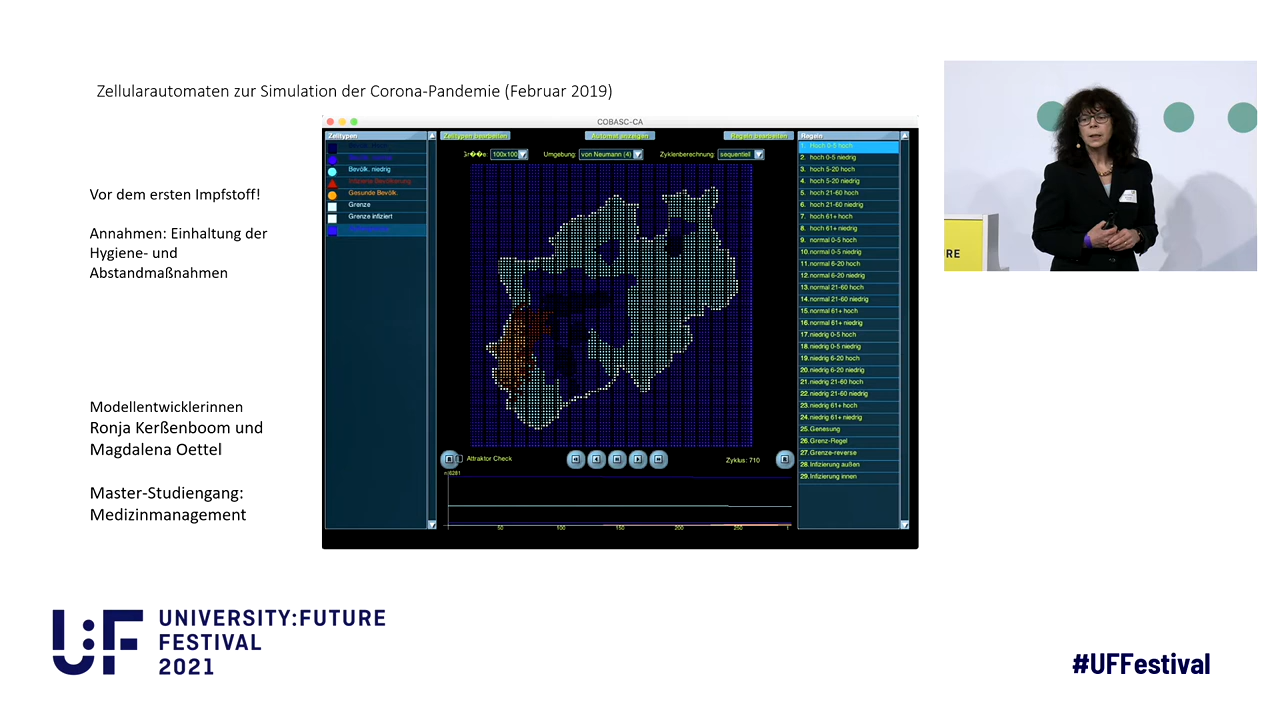 Zellularautomaten zur Simulation der Corona-Pandemie (Februar 2019)
Vor dem ersten Impfstoff!
Annahmen: Einhaltung der
Hygiene- und
Abstandmaßnahmen
Modellentwicklerinnen
Ronja Kerßenboom und
Magdalena Oettel
Master-Studiengang:
Medizinmanagement
COBASC-CA
Zelltypen
Zelltypen bearbeiten
Automat anzeigen
Regeln bearbeiten
Regeln
Gr��e: 100x100
Umgebung: von Neumann (4)
Zyklenberechnung: sequentiell
Bevölk. niedrig
Gesunde Bevölk.
Grenze
Grenze infiziert
1. Hoch 0-5 hoch
2. hoch 0-5 niedrig
3. hoch 5-20 hoch
4. hoch 5-20 niedrig
5. hoch 21-60 hoch
6. hoch 21-60 niedrig
7. hoch 61+ hoch
8. hoch 61+ niedrig
9. normal 0-5 hoch
10. normal 0-5 niedrig
11. normal 6-20 hoch
12. normal 6-20 niedrig
13. normal 21-60 hoch
14. normal 21-60 niedrig
15. normal 61+ hoch
16. normal 61+ niedrig
17. niedrig 0-5 hoch
18. niedrig 0-5 niedrig
19. niedrig 6-20 hoch
20. niedrig 6-20 niedrig
21. niedrig 21-60 hoch
22. niedrig 21-60 niedrig
23. niedrig 61+ hoch
24. niedrig 61+ niedrig
25. Genesung
26. Grenz-Regel
27. Grenze-reverse
28. Infizierung außen
29. Infizierung innen
Attraktor Check
Zyklus: 710
50 100 150 200 250
RE
U:F UNIVERSITY:FUTURE
FESTIVAL
2021
#UFFestival